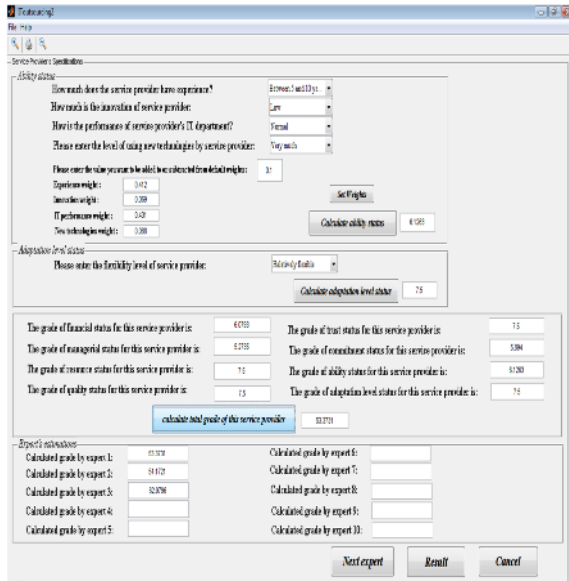 IToutsourcing2
File Help
Service Provider's Specifications
Ability status
How much does the service provider have experience? Between 5 and 10 ye...
How much is the innovation of service provider: Low
How is the performance of service provider's IT department? Normal
Please enter the level of using new technologies by service provider: Very much
Please enter the value you want to be added to or subtracted from default weights: 0.1
Experience weight: 0.412
Innovation weight:
IT performance weight:
New technologies weight:
Set Weights
Calculate ability status
Adaptation level status
Please enter the flexibility level of service provider: Relatively flexible
Calculate adaptation level status 7.5
The grade of financial status for this service provider is:
The grade of trust status for this service provider is: 7.5
The grade of managerial status for this service provider is:
The grade of commitment status for this service provider is:
The grade of resource status for this service provider is: 7.5
The grade of ability status for this service provider is:
The grade of quality status for this service provider is: 7.5
The grade of adaptation level status for this service provider is: 7.5
calculate total grade of this service provider
Expert's estimations
Calculated grade by expert 1:
Calculated grade by expert 2:
Calculated grade by expert 3:
Calculated grade by expert 4:
Calculated grade by expert 5:
Calculated grade by expert 6:
Calculated grade by expert 7:
Calculated grade by expert 8:
Calculated grade by expert 9:
Calculated grade by expert 10:
Next expert
Result
Cancel